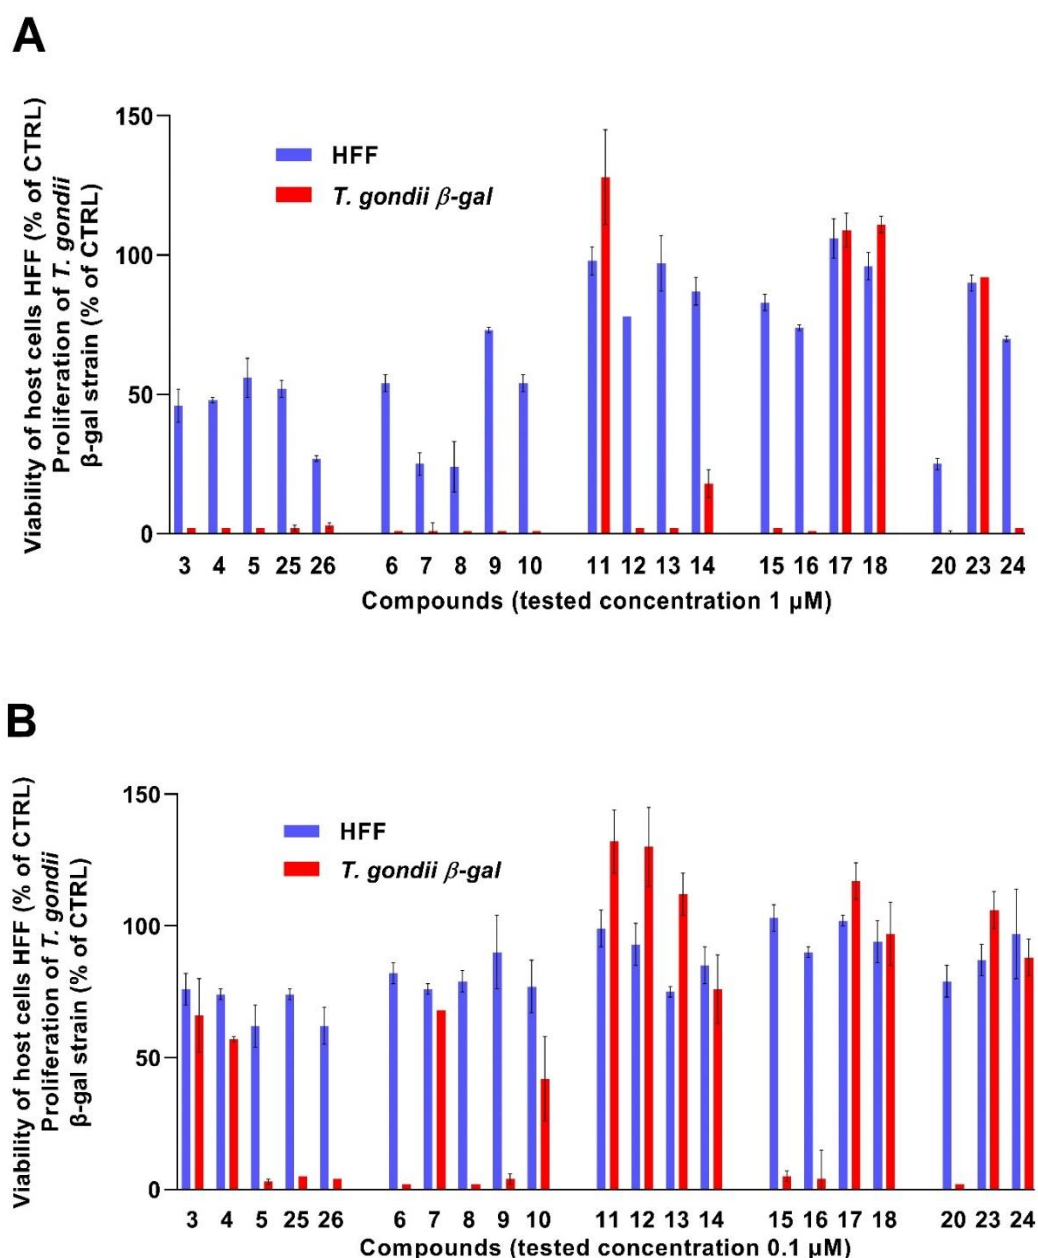 A
Viability of host cells HFF (% of CTRL)
Proliferation of T. gondii
β-gal strain (% of CTRL)
150
100
50
0
HFF
T. gondii β-gal
3 4 5 25 26 6 7 8 9 10 11 12 13 14 15 16 17 18 20 23 24
Compounds (tested concentration 1 µM)
B
Viability of host cells HFF (% of CTRL)
Proliferation of T. gondii
β-gal strain (% of CTRL)
150
100
50
0
HFF
T. gondii β-gal
3 4 5 25 26 6 7 8 9 10 11 12 13 14 15 16 17 18 20 23 24
Compounds (tested concentration 0.1 µM)